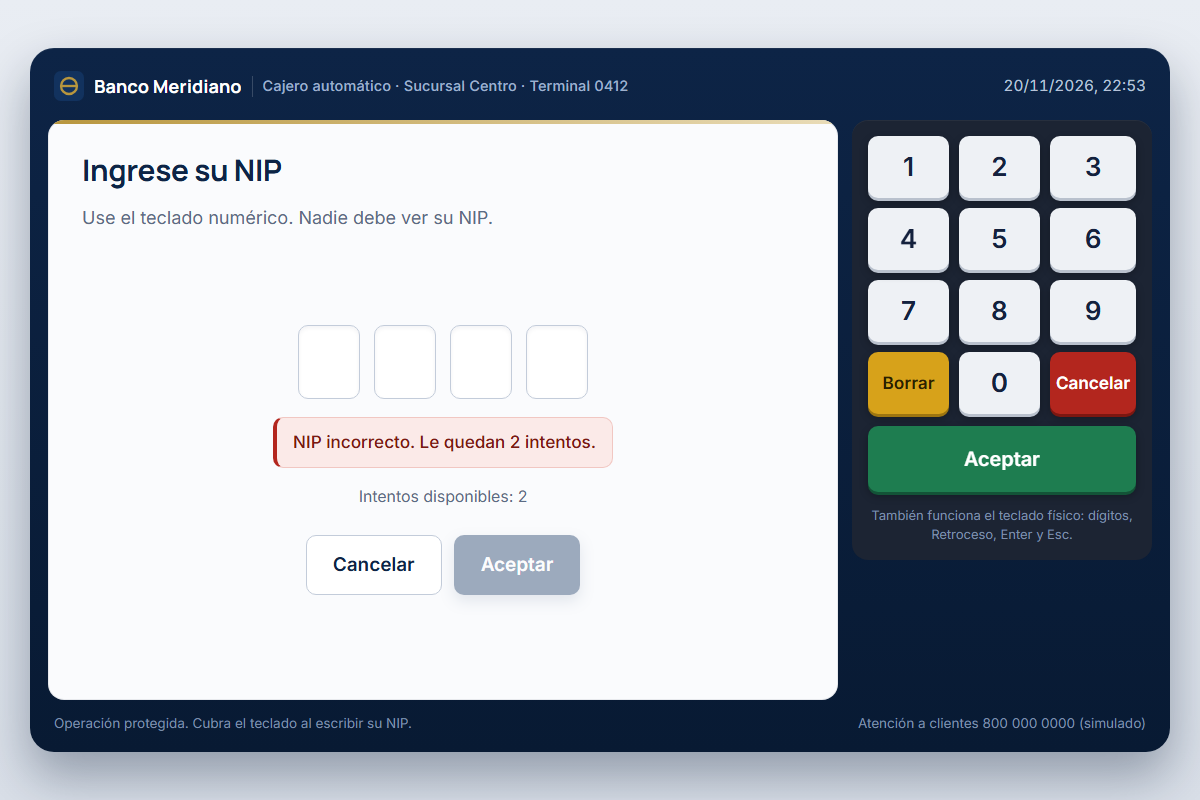 Banco Meridiano
Cajero automático · Sucursal Centro · Terminal 0412
20/11/2026, 22:53
Ingrese su NIP
Use el teclado numérico. Nadie debe ver su NIP.
NIP incorrecto. Le quedan 2 intentos.
Intentos disponibles: 2
Cancelar
Aceptar
1
2
3
4
5
6
7
8
9
Borrar
0
Cancelar
Aceptar
También funciona el teclado físico: dígitos,
Retroceso, Enter y Esc.
Operación protegida. Cubra el teclado al escribir su NIP.
Atención a clientes 800 000 0000 (simulado)